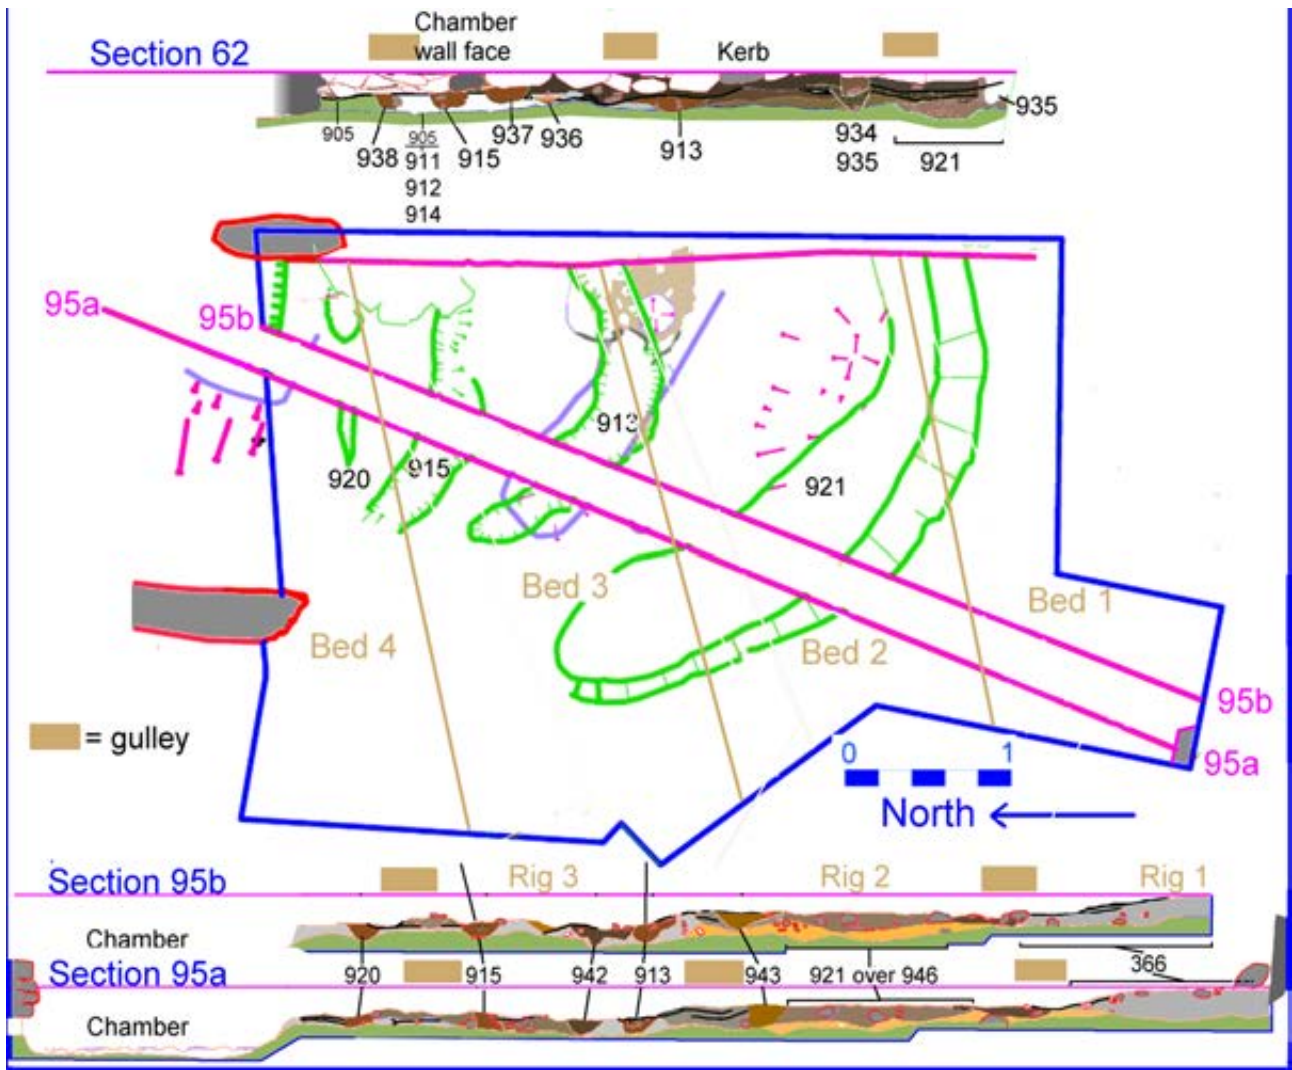 Chamber
Section 62 wall face Kerb
905 938 905 915 937 936 913 934 921 935
911 935
912
914
95a 95b
913
920 915 921
Bed 3 Bed 1
Bed 4 Bed 2
95b
= gulley 0 1 95a
North
Section 95b Rig 3 Rig 2 Rig 1
Chamber
Section 95a 920 915 942 913 943 921 over 946 366
Chamber